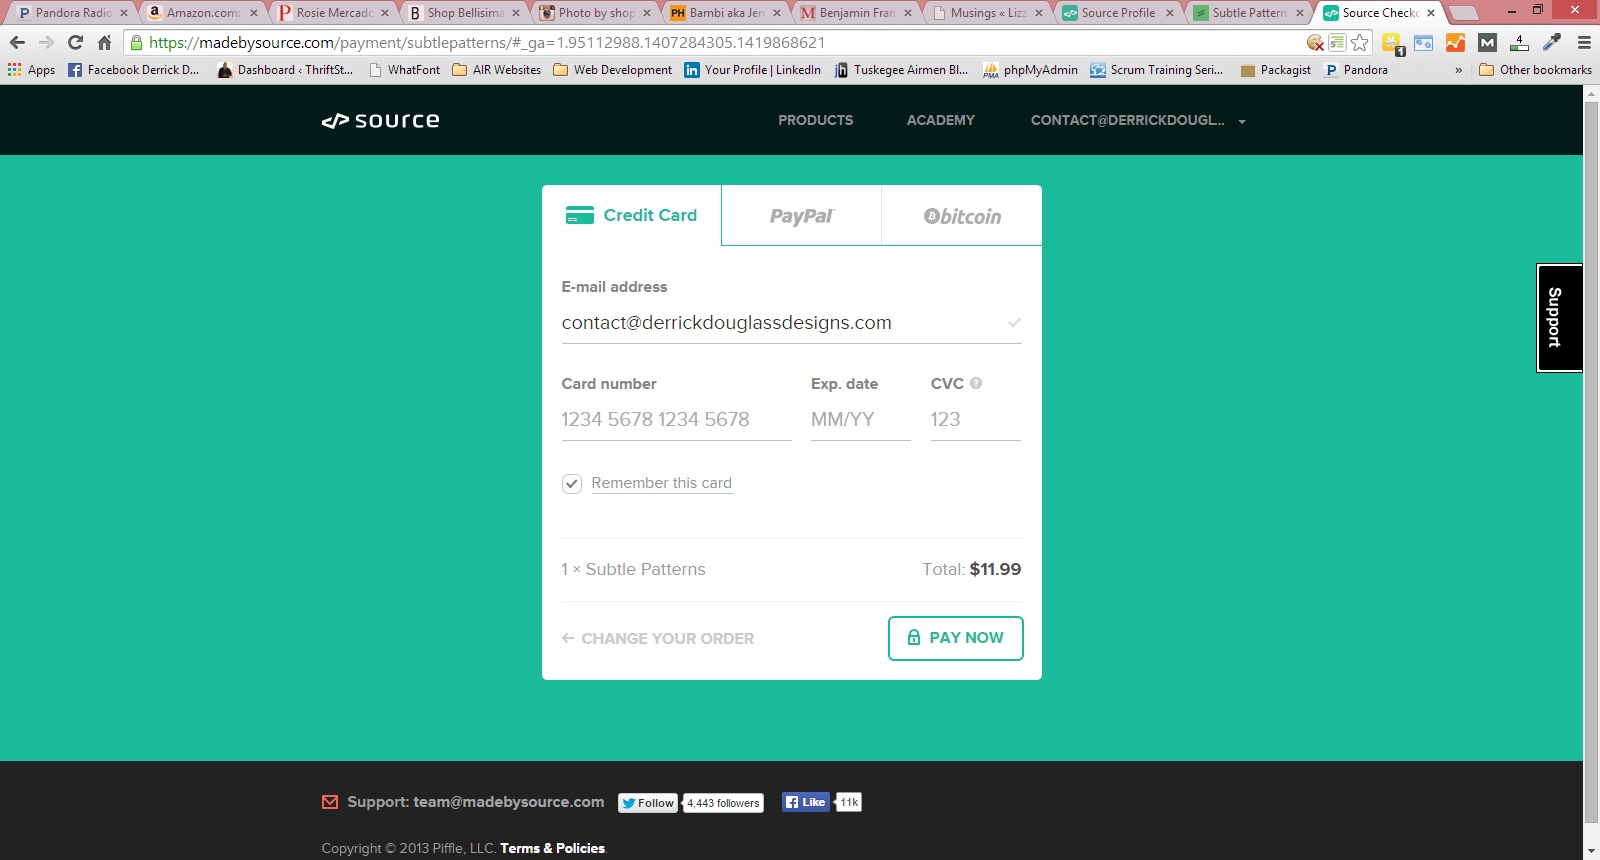 Pandora Radio
Amazon.com:
Rosie Mercado
Shop Bellisima
Photo by shop
PH Bambi aka Jen
Benjamin Fran
Musings « Lizz
Source Profile
Subtle Pattern
Source Checko
https://madebysource.com/payment/subtlepatterns/#_ga=1.95112988.1407284305.1419868621
Apps
Facebook Derrick D...
Dashboard ‹ ThriftSt...
WhatFont
AIR Websites
Web Development
Your Profile | LinkedIn
Tuskegee Airmen Bl...
phpMyAdmin
Scrum Training Seri...
Packagist
Pandora
»
Other bookmarks
source
PRODUCTS
ACADEMY
CONTACT@DERRICKDOUGL...
Credit Card
PayPal
bitcoin
E-mail address
contact@derrickdouglassdesigns.com
Support
Card number
Exp. date
CVC
1234 5678 1234 5678
MM/YY
123
Remember this card
1 × Subtle Patterns
Total: $11.99
← CHANGE YOUR ORDER
PAY NOW
Support: team@madebysource.com
Follow
4,443 followers
Like
11k
Copyright © 2013 Piffle, LLC. Terms & Policies.